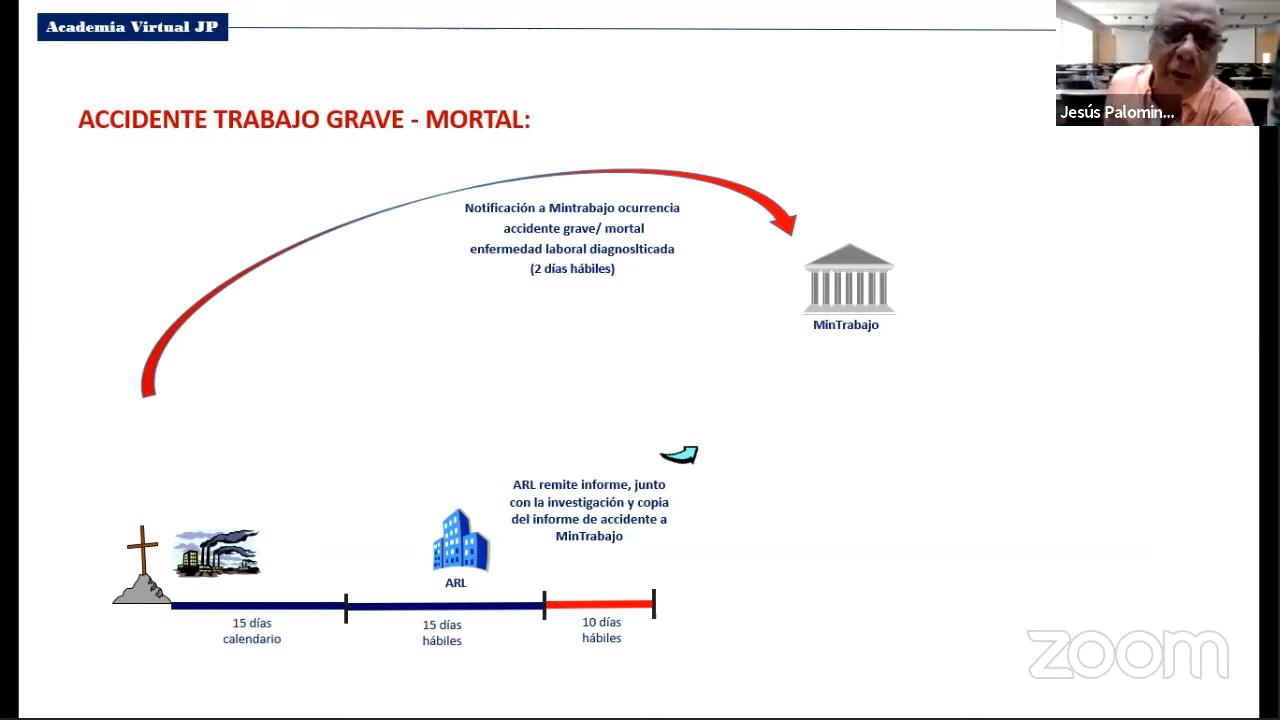 Academia Virtual JP
Jesús Palomin...
ACCIDENTE TRABAJO GRAVE - MORTAL:
Notificación a Mintrabajo ocurrencia
accidente grave/ mortal
enfermedad laboral diagnoslticada
(2 días hábiles)
MinTrabajo
ARL remite informe, junto
con la investigación y copia
del informe de accidente a
MinTrabajo
ARL
15 días
calendario
15 días
hábiles
10 días
hábiles
zoom